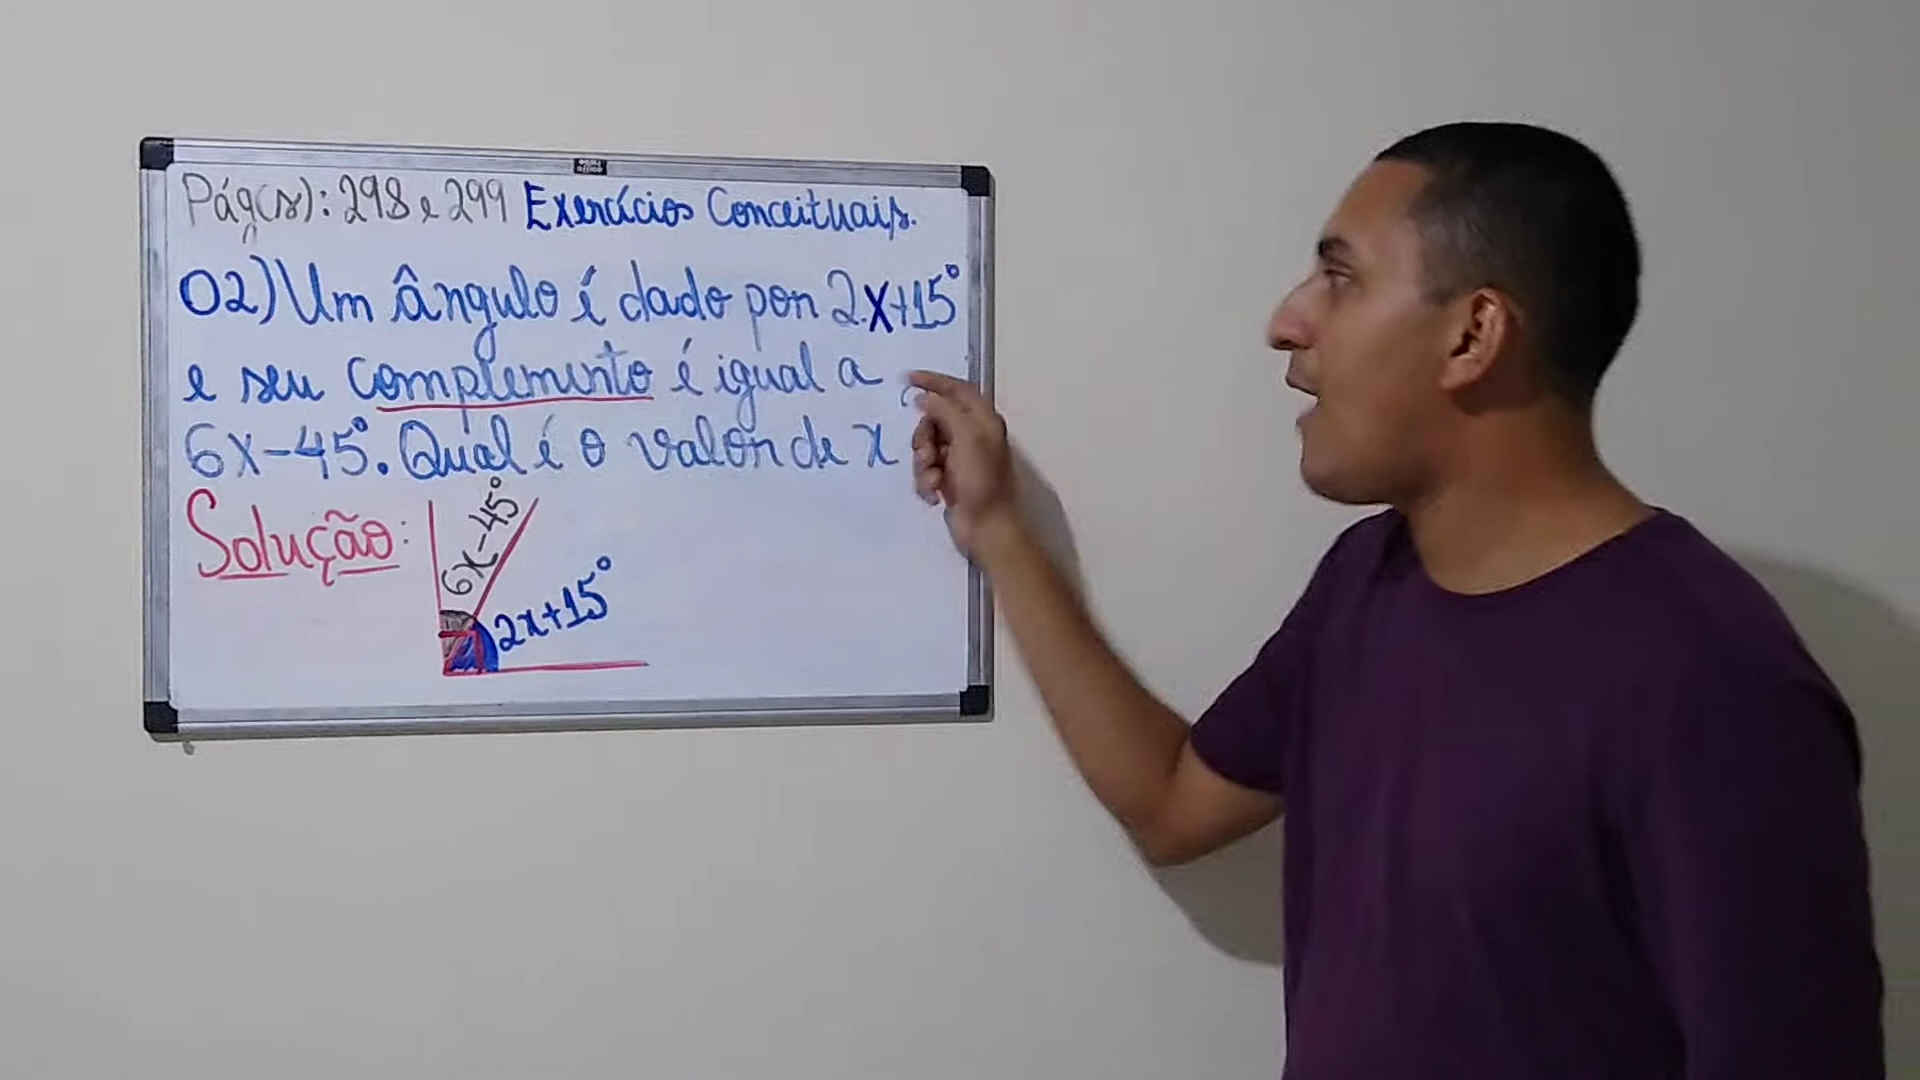 Pág(s): 298 e 299 Exercícios Conceituais.
02) Um ângulo é dado por 2.x+15°
e seu complemento é igual a
6x-45°. Qual é o valor de x
Solução:
6x-45°
2x+15°